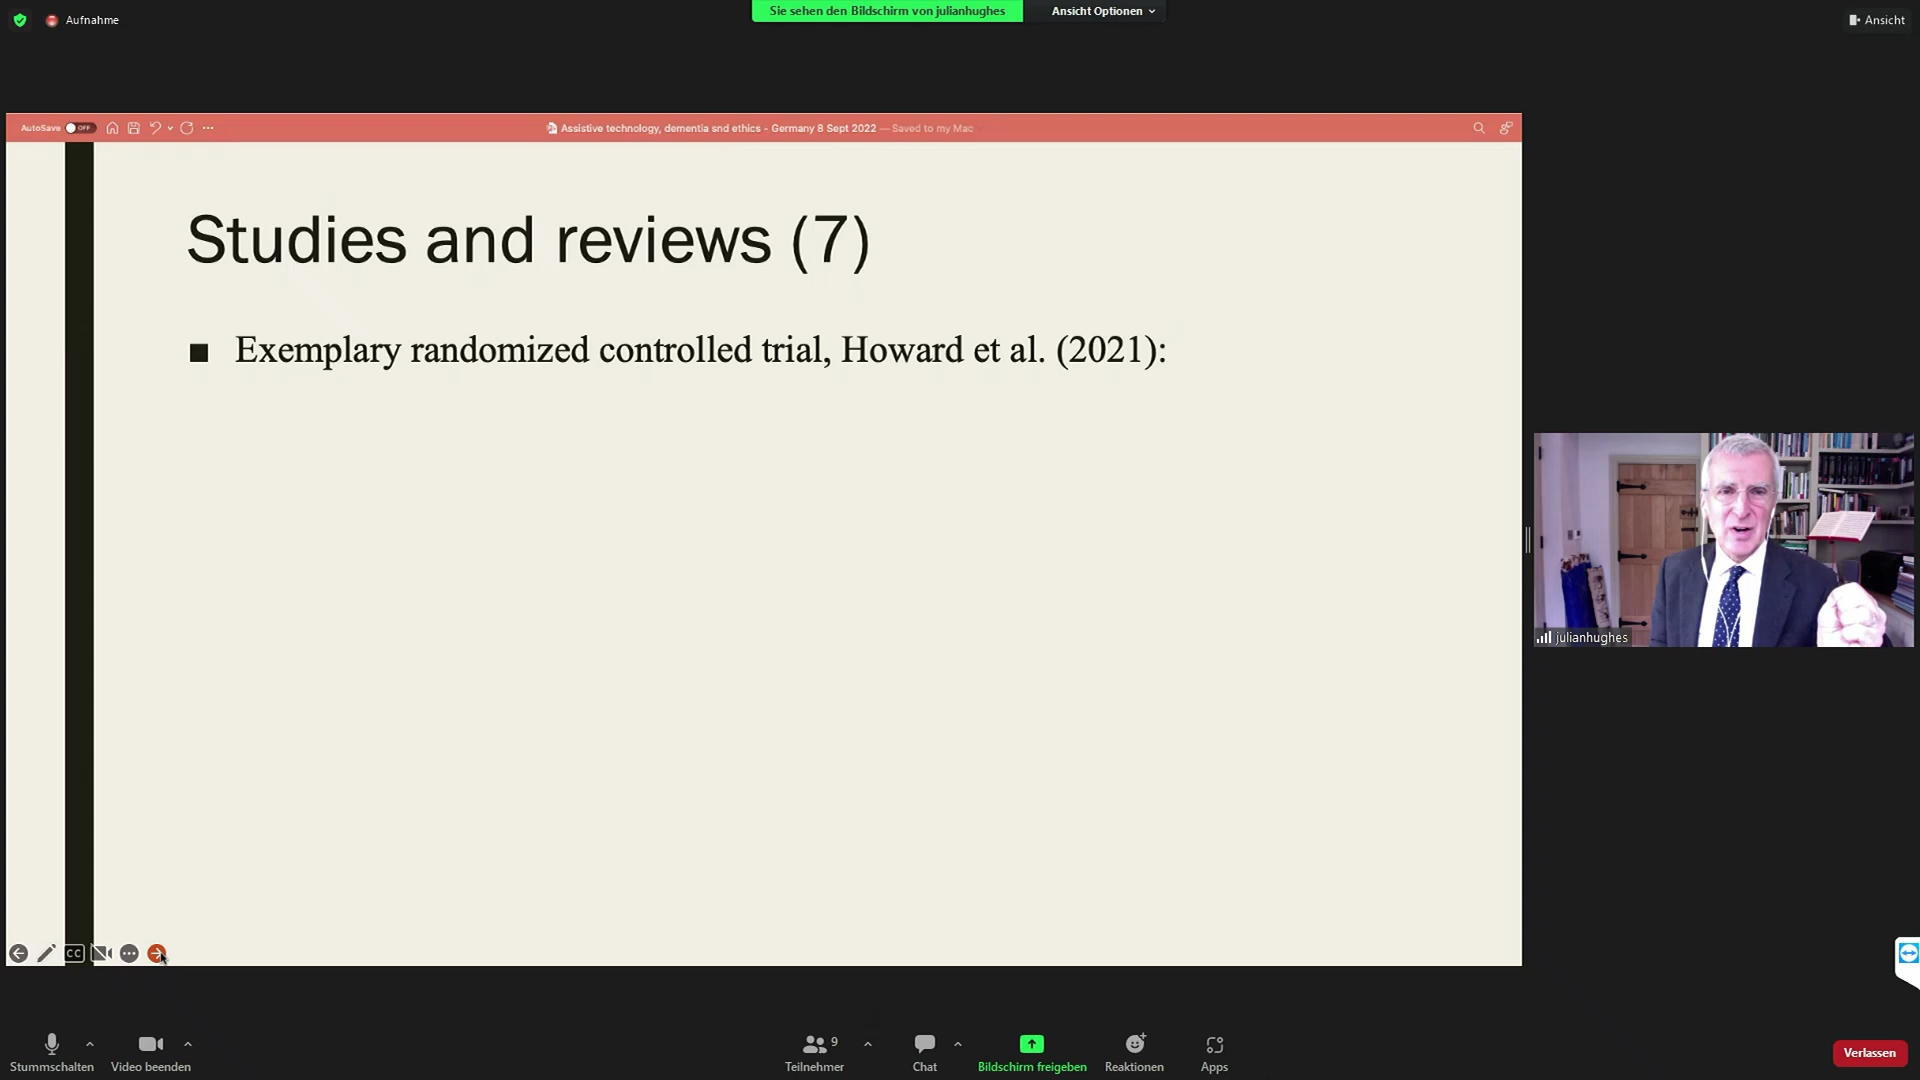 Aufnahme
Sie sehen den Bildschirm von julianhughes
Ansicht Optionen
Ansicht
AutoSave OFF
Assistive technology, dementia snd ethics - Germany 8 Sept 2022 — Saved to my Mac
Studies and reviews (7)
■ Exemplary randomized controlled trial, Howard et al. (2021):
julianhughes
CC
Stummschalten
Video beenden
9
Teilnehmer
Chat
Bildschirm freigeben
Reaktionen
Apps
Verlassen